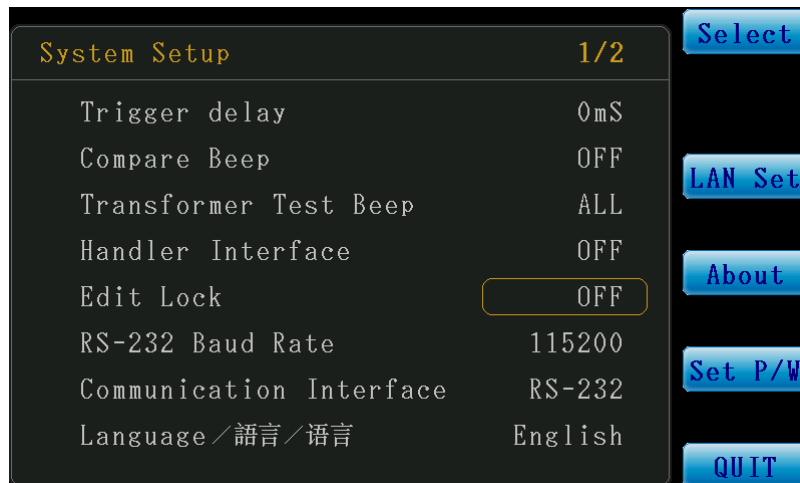 System Setup 1/2
Trigger delay 0mS
Compare Beep OFF
Transformer Test Beep ALL
Handler Interface OFF
Edit Lock OFF
RS-232 Baud Rate 115200
Communication Interface RS-232
Language／語言／语言 English
Select
LAN Set
About
Set P/W
QUIT